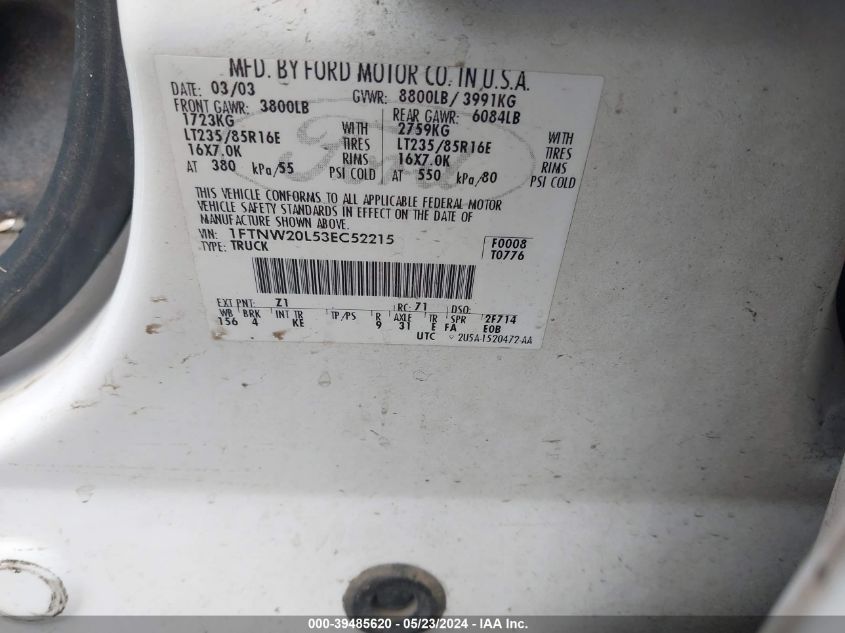 MFD. BY FORD MOTOR CO. IN U.S.A.
DATE: 03/03 GVWR: 8800LB/ 3991KG
FRONT GAWR: 3800LB REAR GAWR: 6084LB
1723KG WITH 2759KG WITH
LT235/85R16E TIRES LT235/85R16E TIRES
16X7.0K RIMS 16X7.0K RIMS
AT 380 kPa/55 PSI COLD AT 550 kPa/80 PSI COLD
Ford
THIS VEHICLE CONFORMS TO ALL APPLICABLE FEDERAL MOTOR
VEHICLE SAFETY STANDARDS IN EFFECT ON THE DATE OF
MANUFACTURE SHOWN ABOVE.
VIN: 1FTNW20L53EC52215 F0008
TYPE: TRUCK T0776
EXT PNT: Z1 RC: 71 DSO:
WB BRK INT TR TP/PS R AXLE TR SPR 2F714
156 4 KE 9 31 E FA EOB
UTC 2U5A-1520472-AA
000-39485620 - 05/23/2024 - IAA, Inc.